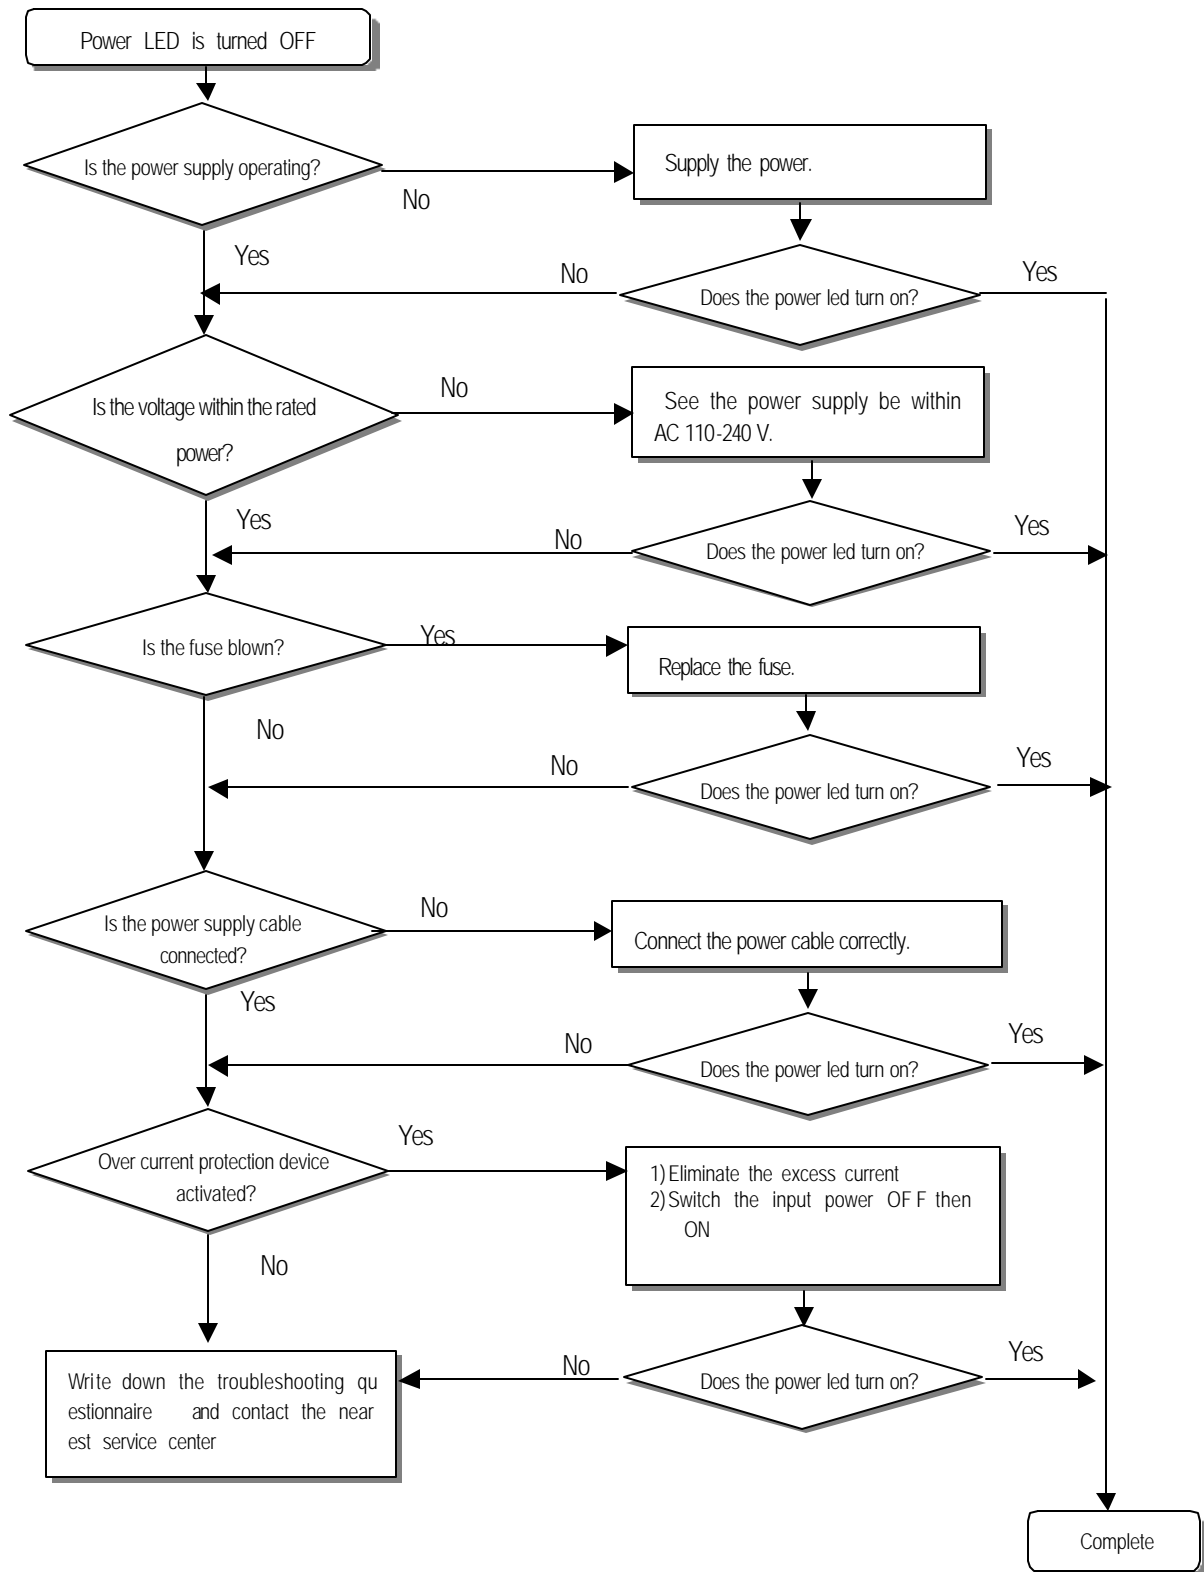 Power LED is turned OFF
Is the power supply operating?
Supply the power.
No
Yes
No
Does the power led turn on?
Yes
Is the voltage within the rated
power?
No
See the power supply be within
AC 110-240 V.
Yes
No
Does the power led turn on?
Yes
Is the fuse blown?
Yes
Replace the fuse.
No
No
Does the power led turn on?
Yes
Is the power supply cable
connected?
No
Connect the power cable correctly.
Yes
No
Does the power led turn on?
Yes
Over current protection device
activated?
Yes
1) Eliminate the excess current
2) Switch the input power OF F then
ON
No
Write down the troubleshooting qu
estionnaire and contact the near
est service center
No
Does the power led turn on?
Yes
Complete